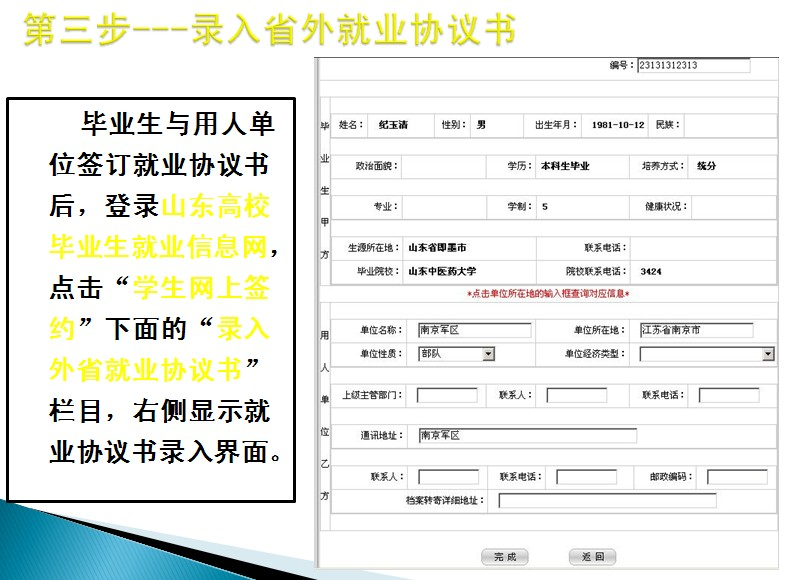 第三步---录入省外就业协议书
毕业生与用人单
位签订就业协议书
后，登录山东高校
毕业生就业信息网，
点击“学生网上签
约”下面的“录入
外省就业协议书”
栏目，右侧显示就
业协议书录入界面。
编号：23131312313
毕业生甲方
姓名： 纪玉清 性别： 男 出生年月： 1981-10-12 民族：
政治面貌： 学历： 本科生毕业 培养方式： 统分
专业： 学制： 5 健康状况：
生源所在地： 山东省即墨市 联系电话：
毕业院校： 山东中医药大学 院校联系电话： 3424
*点击单位所在地的输入框查询对应信息*
用人单位乙方
单位名称： 南京军区 单位所在地： 江苏省南京市
单位性质： 部队 单位经济类型：
上级主管部门： 联系人： 联系电话：
通讯地址： 南京军区
联系人： 联系电话： 邮政编码：
档案转寄详细地址：
完成 返回